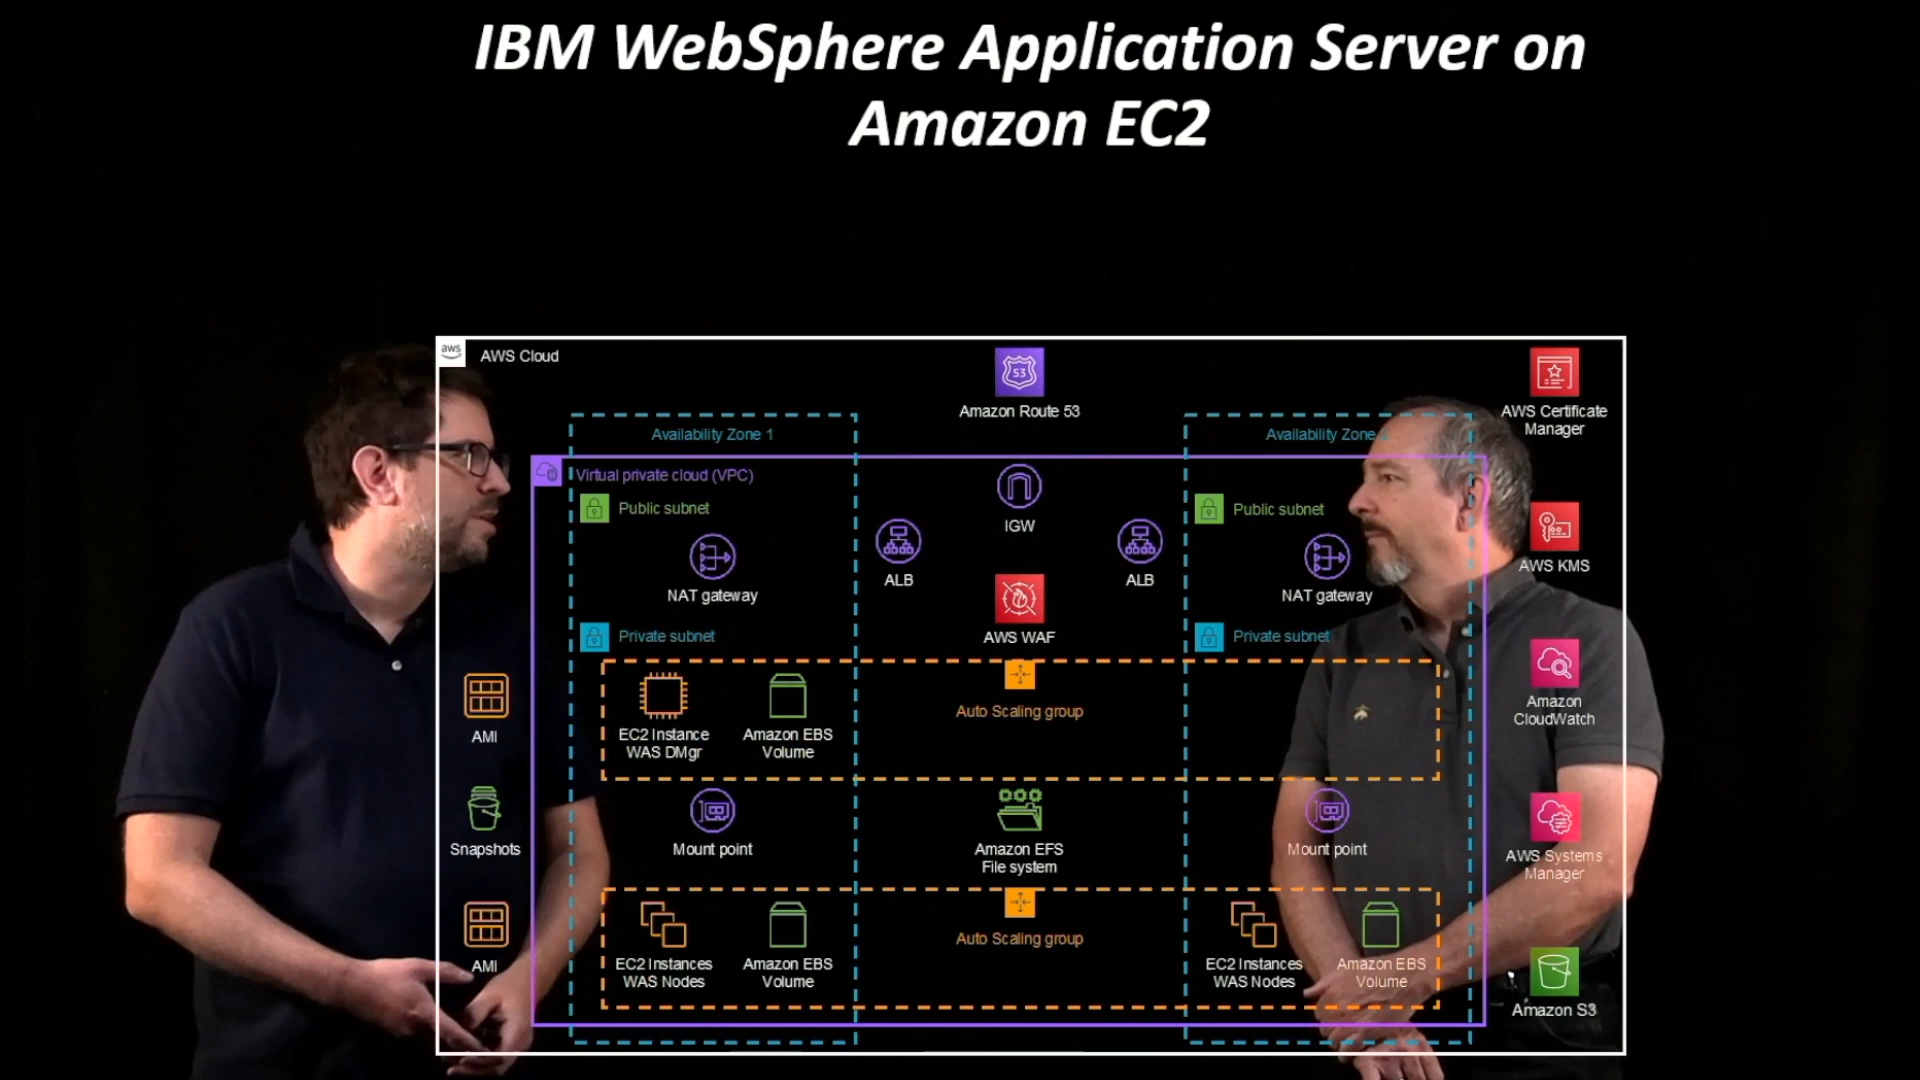 IBM WebSphere Application Server on
Amazon EC2
aws
AWS Cloud
53
Amazon Route 53
AWS Certificate
Manager
Availability Zone 1
Availability Zone
Virtual private cloud (VPC)
Public subnet
IGW
Public subnet
NAT gateway
ALB
ALB
NAT gateway
AWS KMS
Private subnet
AWS WAF
Private subnet
AMI
EC2 Instance
WAS DMgr
Amazon EBS
Volume
Auto Scaling group
Amazon
CloudWatch
Snapshots
Mount point
Amazon EFS
File system
Mount point
AWS Systems
Manager
AMI
EC2 Instances
WAS Nodes
Amazon EBS
Volume
Auto Scaling group
EC2 Instances
WAS Nodes
Amazon EBS
Volume
Amazon S3